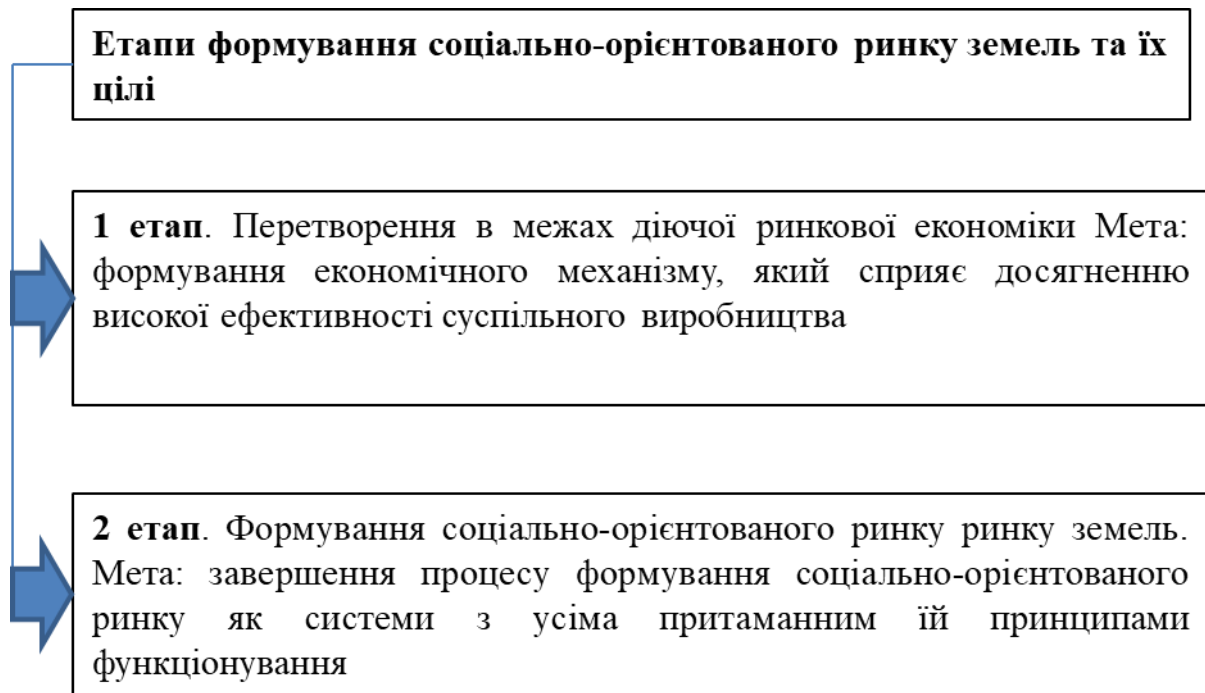 Етапи формування соціально-орієнтованого ринку земель та їх
цілі
1 етап. Перетворення в межах діючої ринкової економіки Мета:
формування економічного механізму, який сприяє досягненню
високої ефективності суспільного виробництва
2 етап. Формування соціально-орієнтованого ринку ринку земель.
Мета: завершення процесу формування соціально-орієнтованого
ринку як системи з усіма притаманним їй принципами
функціонування